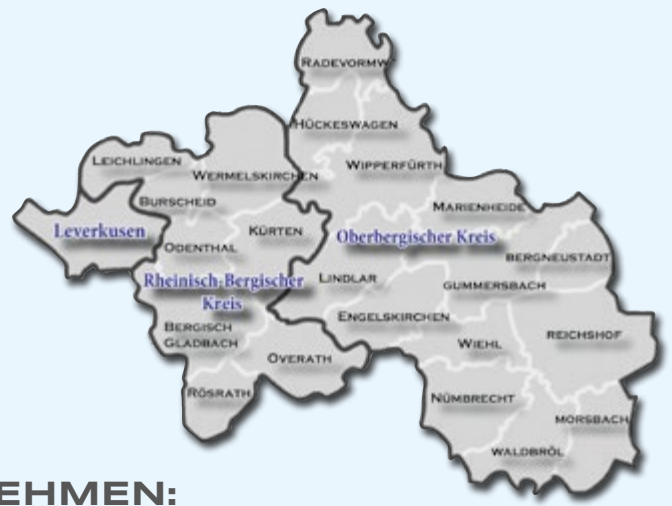 RADEVORMW
HÜCKESWAGEN
LEICHLINGEN
WERMELSKIRCHEN
WIPPERFÜRTH
BURSCHEID
MARIENHEIDE
Leverkusen
KÜRTEN
Oberbergischer Kreis
ODENTHAL
BERGNEUSTADT
Rheinisch-Bergischer
Kreis
LINDLAR
GUMMERSBACH
ENGELSKIRCHEN
BERGISCH
GLADBACH
WIEHL
REICHSHOF
OVERATH
RÖSRATH
NÜMBRECHT
MORSBACH
WALDBRÖL
EHMEN: